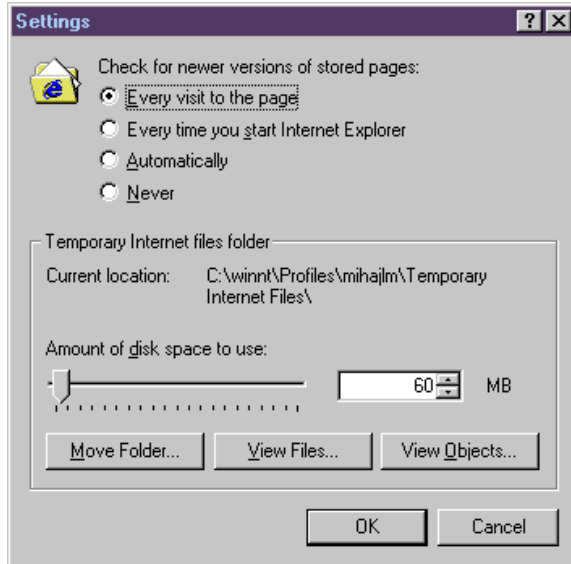 Settings
Check for newer versions of stored pages:
Every visit to the page
Every time you start Internet Explorer
Automatically
Never
Temporary Internet files folder
Current location: C:\winnt\Profiles\mihajlm\Temporary
Internet Files\
Amount of disk space to use:
60 MB
Move Folder... View Files... View Objects...
OK Cancel